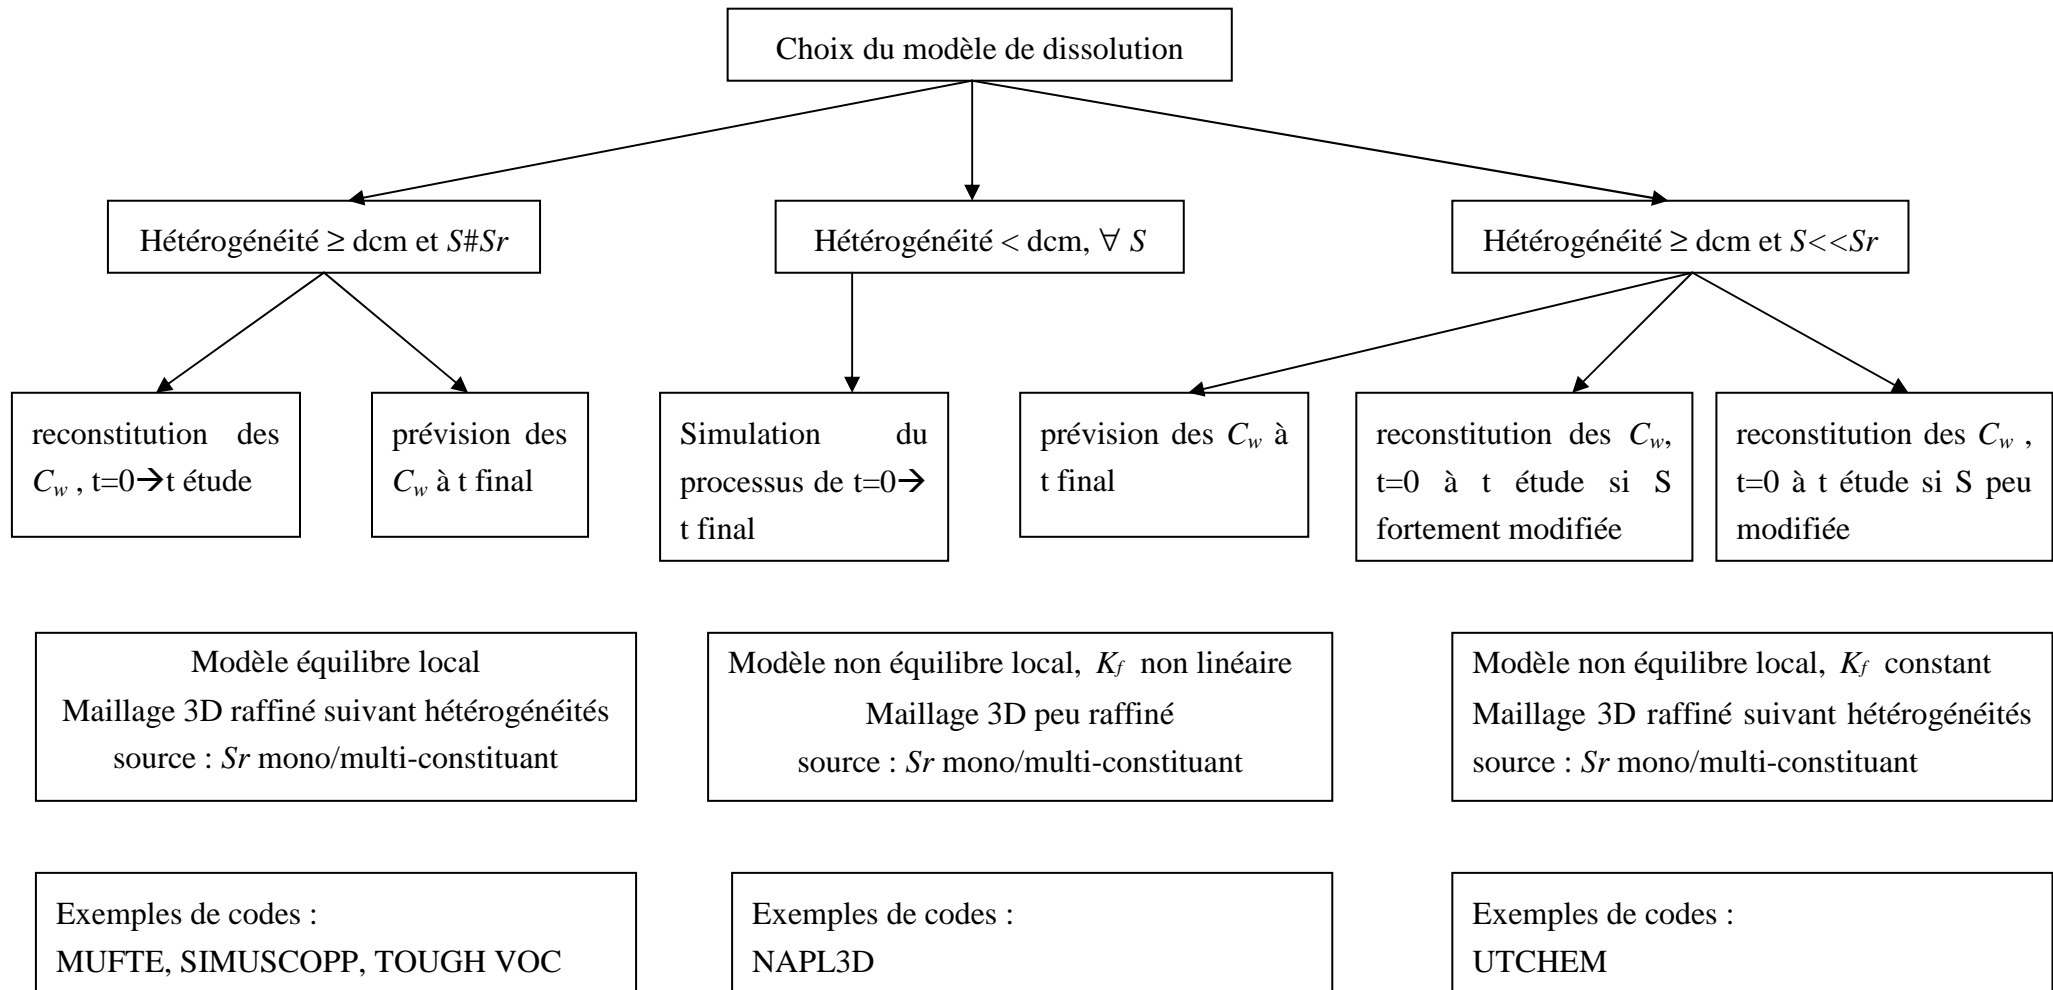 Choix du modèle de dissolution
Hétérogénéité ≥ dcm et S#Sr
Hétérogénéité < dcm, ∀ S
Hétérogénéité ≥ dcm et S<<Sr
reconstitution des
Cw , t=0→t étude
prévision des
Cw à t final
Simulation du
processus de t=0→
t final
prévision des Cw à
t final
reconstitution des Cw,
t=0 à t étude si S
fortement modifiée
reconstitution des Cw ,
t=0 à t étude si S peu
modifiée
Modèle équilibre local
Maillage 3D raffiné suivant hétérogénéités
source : Sr mono/multi-constituant
Modèle non équilibre local, Kf non linéaire
Maillage 3D peu raffiné
source : Sr mono/multi-constituant
Modèle non équilibre local, Kf constant
Maillage 3D raffiné suivant hétérogénéités
source : Sr mono/multi-constituant
Exemples de codes :
MUFTE, SIMUSCOPP, TOUGH VOC
Exemples de codes :
NAPL3D
Exemples de codes :
UTCHEM